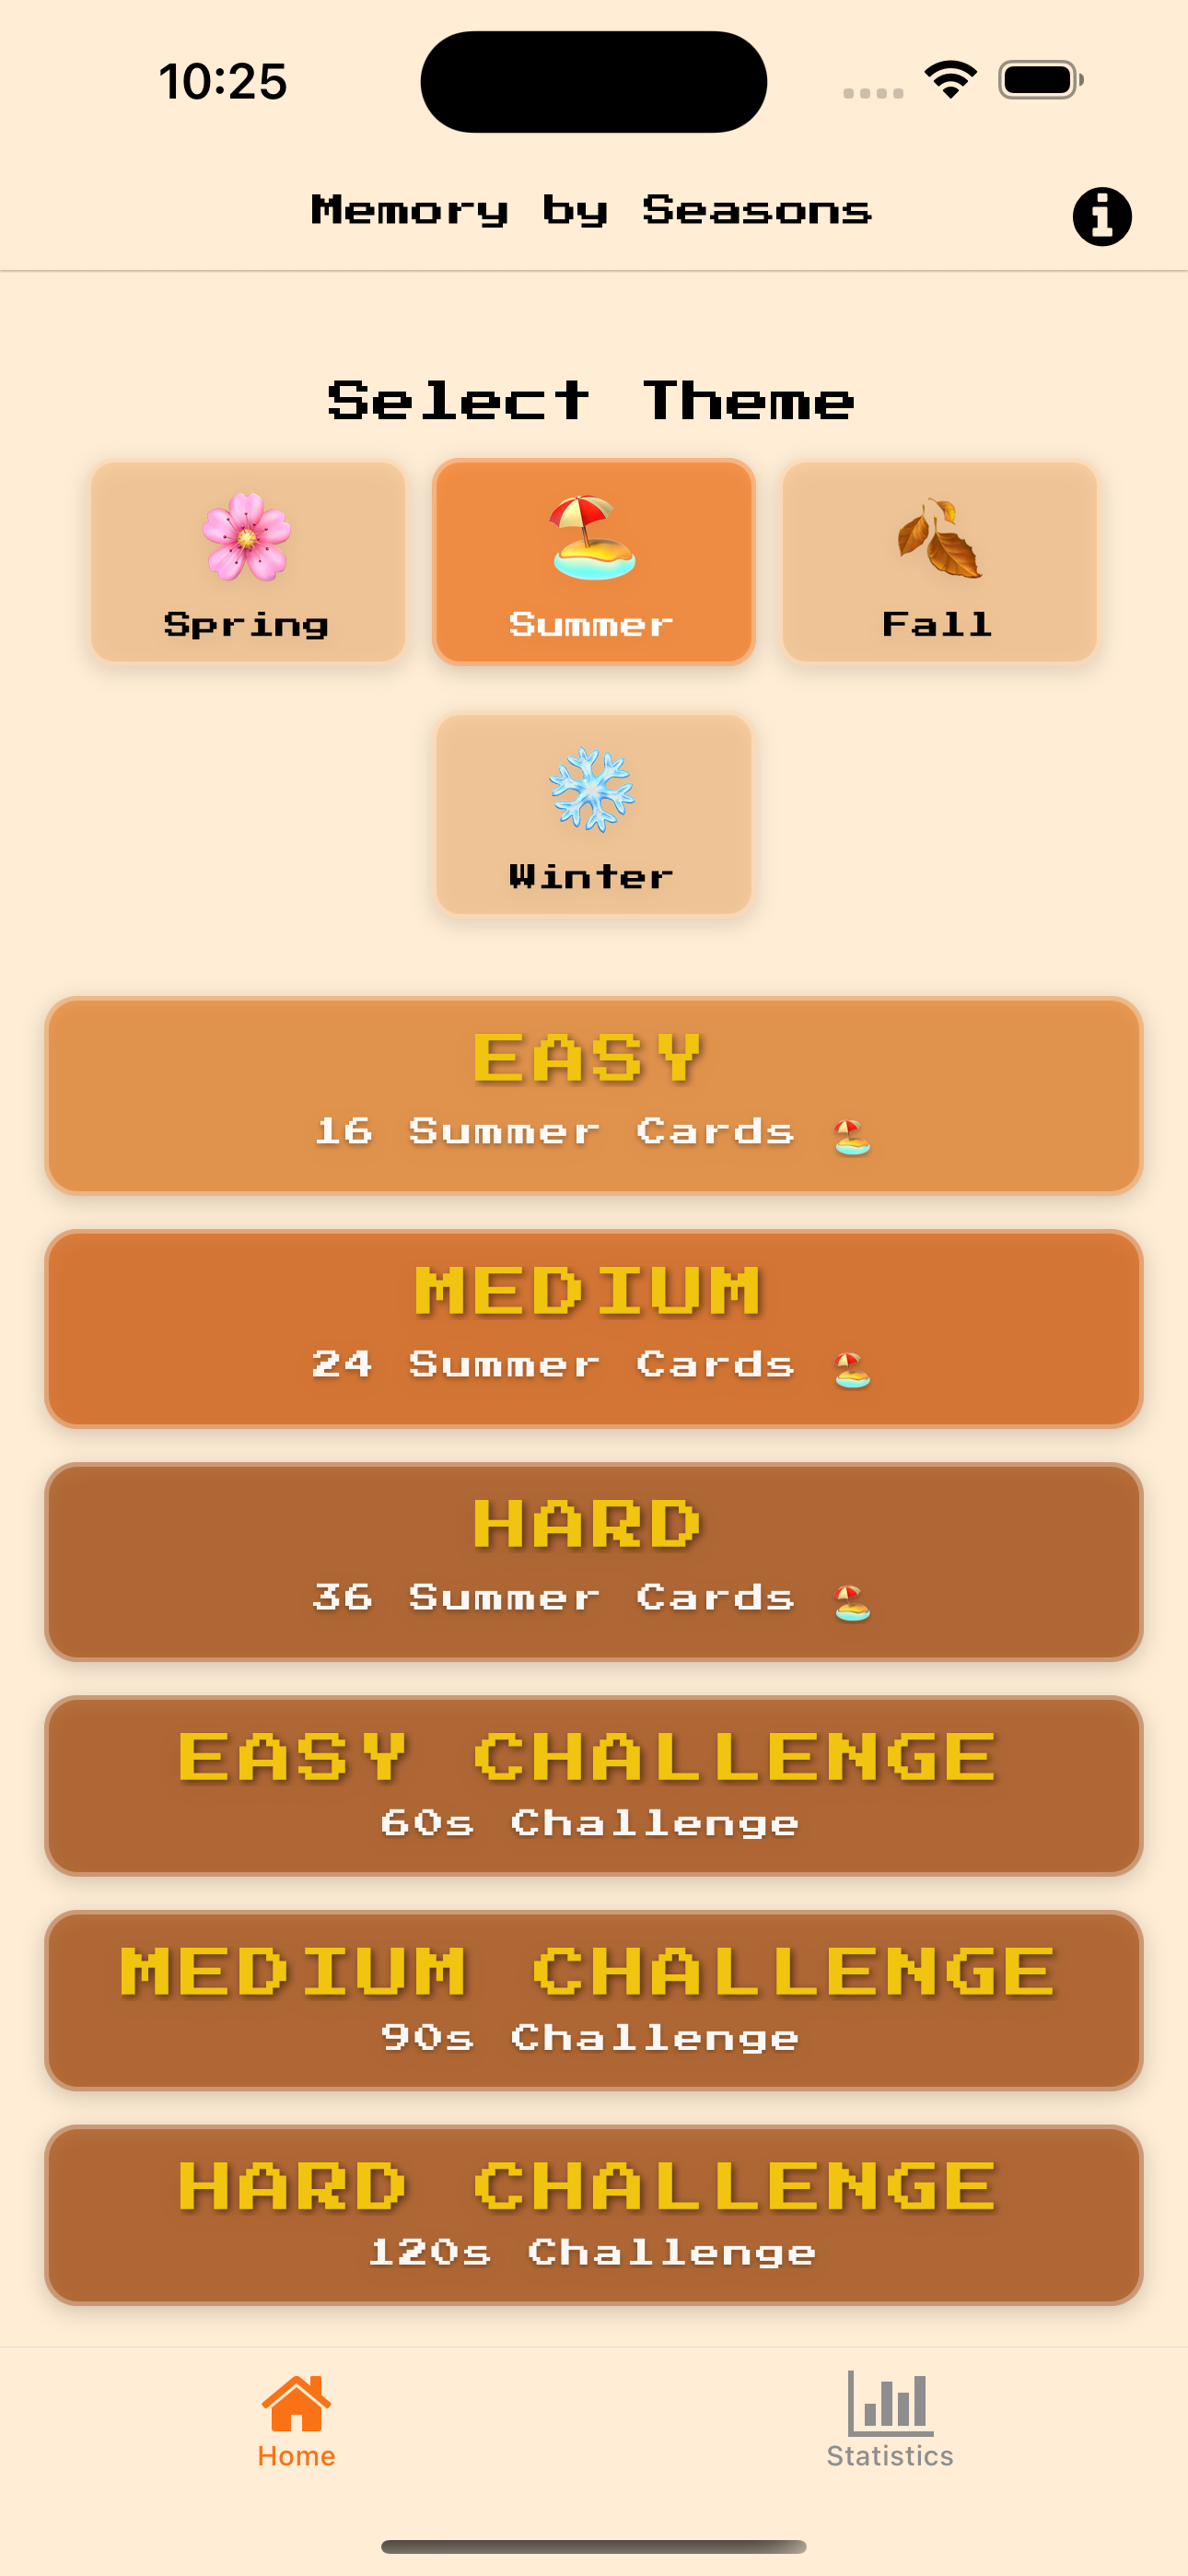 10:25
Memory by Seasons
Select Theme
Spring
Summer
Fall
Winter
EASY
16 Summer Cards 🏖️
MEDIUM
24 Summer Cards 🏖️
HARD
36 Summer Cards 🏖️
EASY CHALLENGE
60s Challenge
MEDIUM CHALLENGE
90s Challenge
HARD CHALLENGE
120s Challenge
Home
Statistics